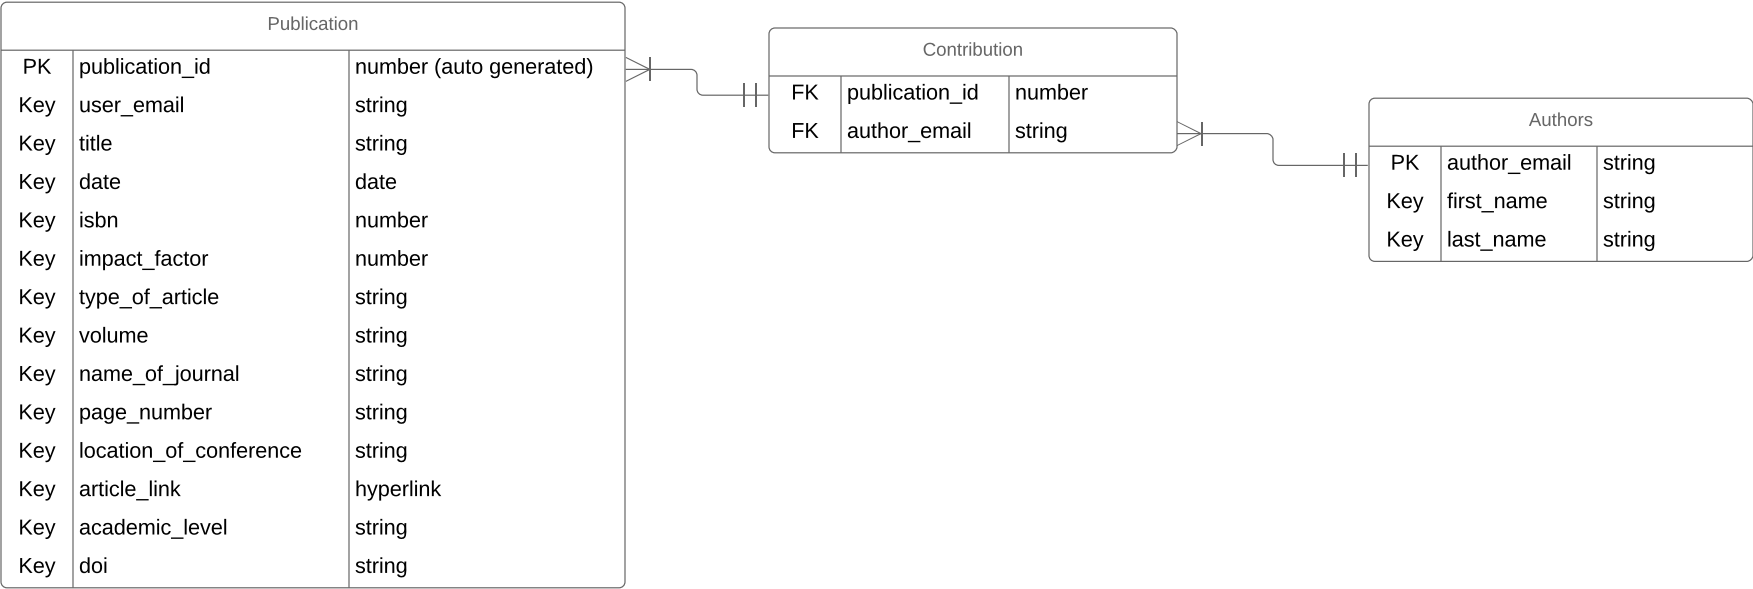 Publication
PK publication_id number (auto generated)
Key user_email string
Key title string
Key date date
Key isbn number
Key impact_factor number
Key type_of_article string
Key volume string
Key name_of_journal string
Key page_number string
Key location_of_conference string
Key article_link hyperlink
Key academic_level string
Key doi string
Contribution
FK publication_id number
FK author_email string
Authors
PK author_email string
Key first_name string
Key last_name string